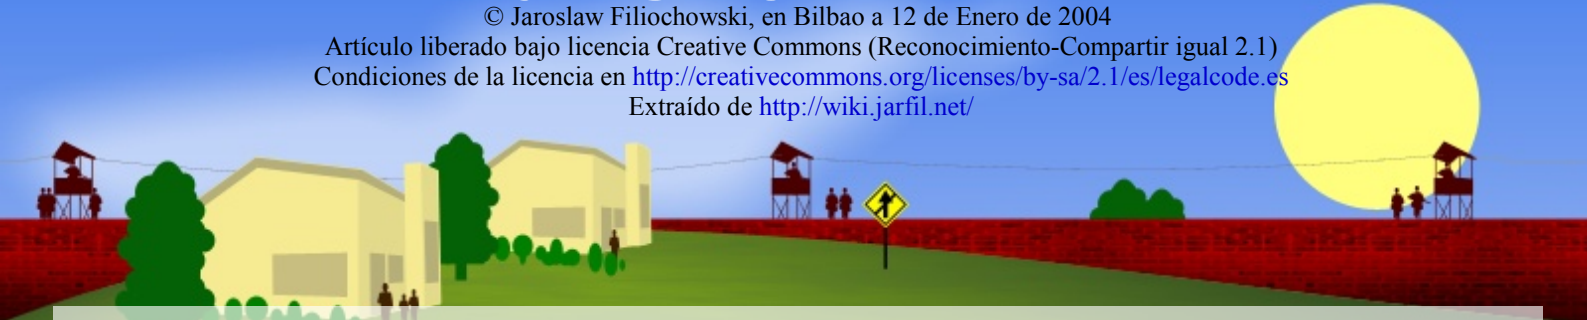 © Jaroslaw Filiochowski, en Bilbao a 12 de Enero de 2004
Artículo liberado bajo licencia Creative Commons (Reconocimiento-Compartir igual 2.1)
Condiciones de la licencia en http://creativecommons.org/licenses/by-sa/2.1/es/legalcode.es
Extraído de http://wiki.jarfil.net/